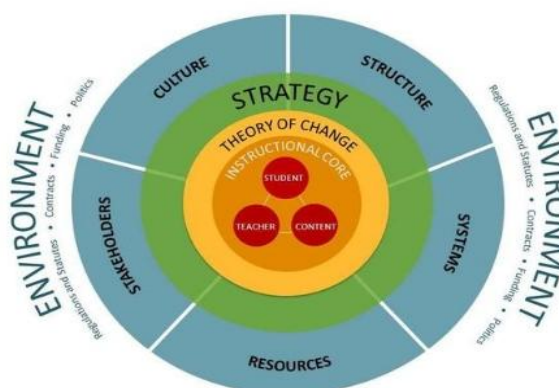 CULTURE
STRUCTURE
STRATEGY
THEORY OF CHANGE
INSTRUCTIONAL CORE
STUDENT
TEACHER
CONTENT
STAKEHOLDERS
SYSTEMS
RESOURCES
ENVIRONMENT
Regulations and Statutes • Contracts • Funding • Politics
ENVIRONMENT
Regulations and Statutes • Contracts • Funding • Politics